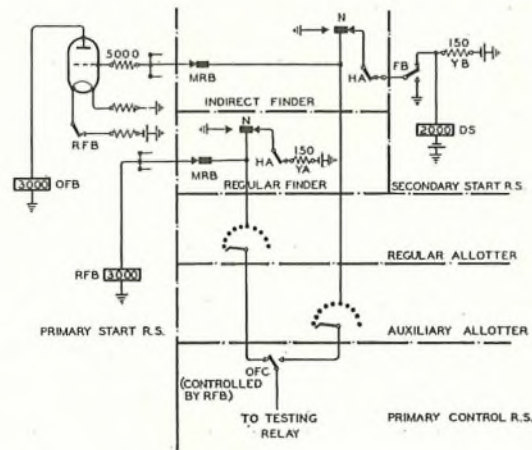 N
5000
150
YB
MRB
HA
FB
INDIRECT FINDER
RFB
N
2000 DS
150
HA
YA
3000 OFB
MRB
REGULAR FINDER
SECONDARY START R.S.
REGULAR ALLOTTER
RFB 3000
PRIMARY START R.S.
AUXILIARY ALLOTTER
OFC
(CONTROLLED
BY RFB)
TO TESTING
RELAY
PRIMARY CONTROL R.S.